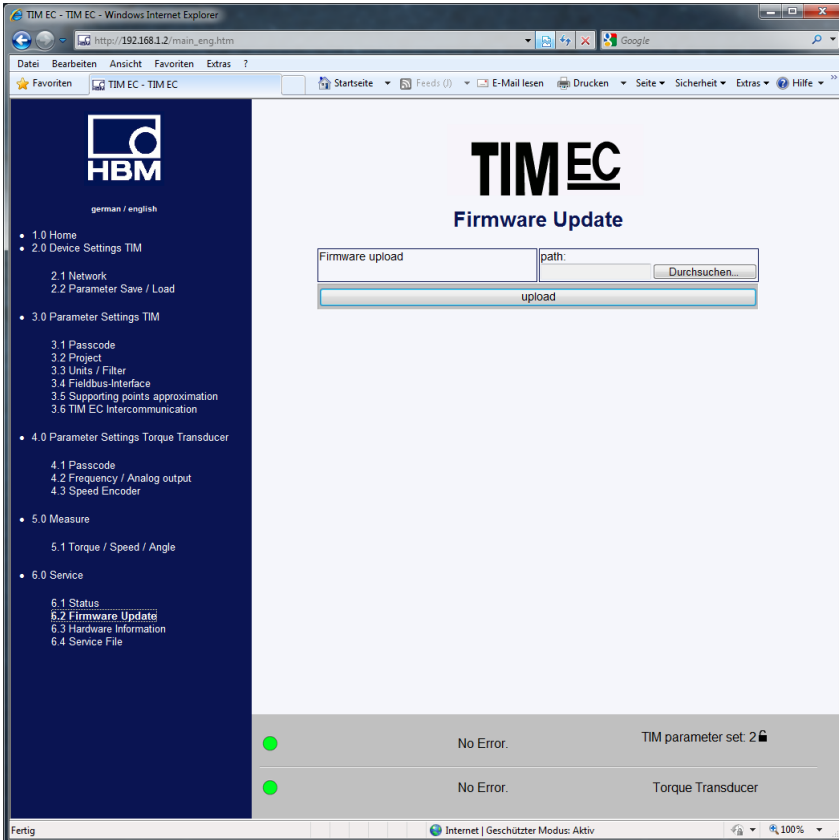 TIM EC - TIM EC - Windows Internet Explorer
http://192.168.1.2/main_eng.htm
Google
Datei Bearbeiten Ansicht Favoriten Extras ?
Favoriten TIM EC - TIM EC Startseite Feeds (J) E-Mail lesen Drucken Seite Sicherheit Extras Hilfe »
HBM
german / english
• 1.0 Home
• 2.0 Device Settings TIM
2.1 Network
2.2 Parameter Save / Load
• 3.0 Parameter Settings TIM
3.1 Passcode
3.2 Project
3.3 Units / Filter
3.4 Fieldbus-Interface
3.5 Supporting points approximation
3.6 TIM EC Intercommunication
• 4.0 Parameter Settings Torque Transducer
4.1 Passcode
4.2 Frequency / Analog output
4.3 Speed Encoder
• 5.0 Measure
5.1 Torque / Speed / Angle
• 6.0 Service
6.1 Status
6.2 Firmware Update
6.3 Hardware Information
6.4 Service File
TIM EC
Firmware Update
Firmware upload path:
Durchsuchen...
upload
No Error. TIM parameter set: 2
No Error. Torque Transducer
Fertig Internet | Geschützter Modus: Aktiv 100%